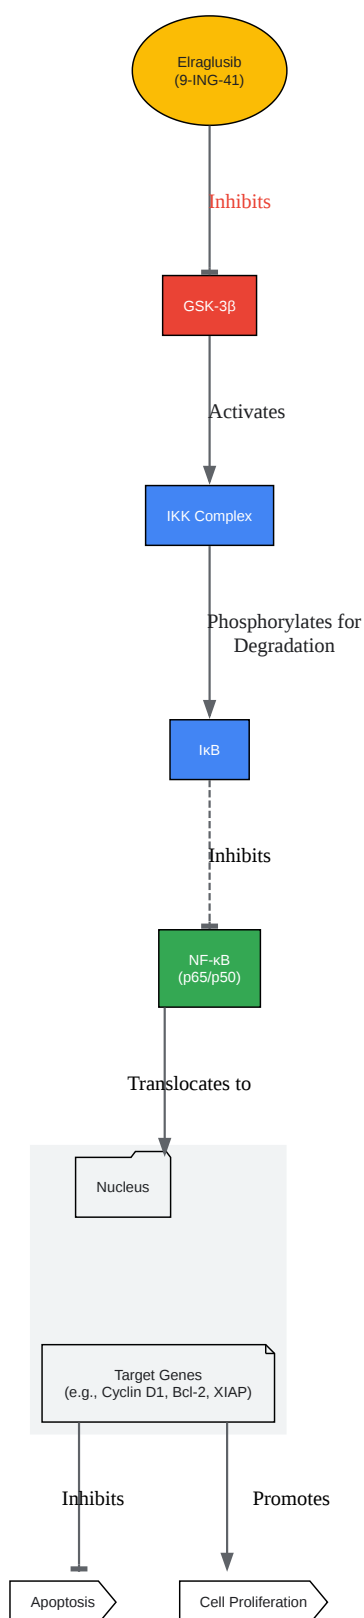 Elraglusib
(9-ING-41)
Inhibits
GSK-3β
Activates
IKK Complex
Phosphorylates for
Degradation
IκB
Inhibits
NF-κB
(p65/p50)
Translocates to
Nucleus
Target Genes
(e.g., Cyclin D1, Bcl-2, XIAP)
Inhibits
Promotes
Apoptosis
Cell Proliferation